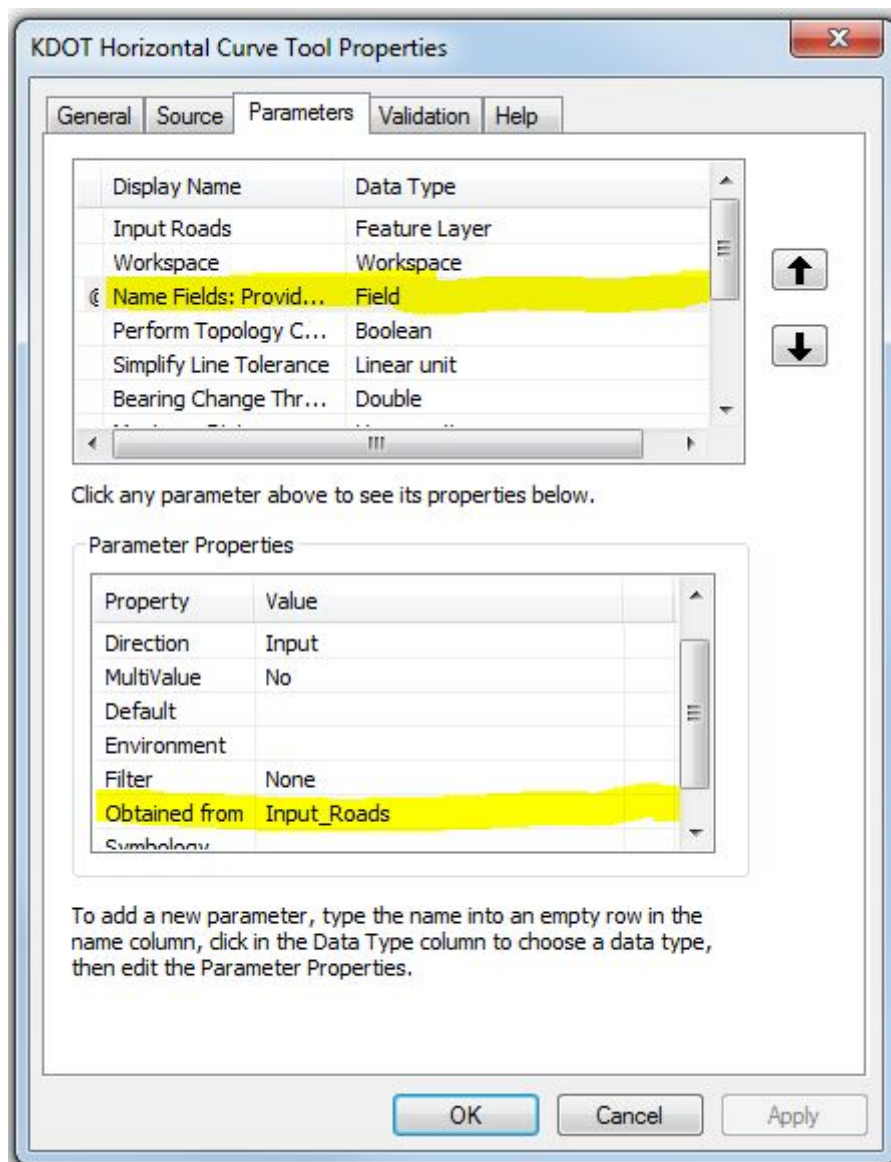 KDOT Horizontal Curve Tool Properties
General Source Parameters Validation Help
Display Name Data Type
Input Roads Feature Layer
Workspace Workspace
Name Fields: Provid... Field
Perform Topology C... Boolean
Simplify Line Tolerance Linear unit
Bearing Change Thr... Double
Click any parameter above to see its properties below.
Parameter Properties
Property Value
Direction Input
MultiValue No
Default
Environment
Filter None
Obtained from Input_Roads
Symbology
To add a new parameter, type the name into an empty row in the
name column, click in the Data Type column to choose a data type,
then edit the Parameter Properties.
OK Cancel Apply